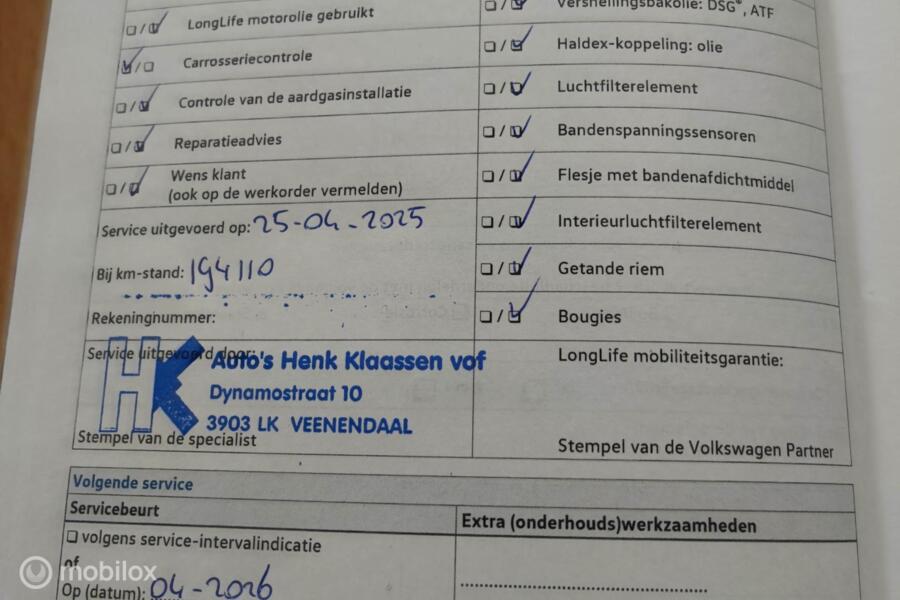 ❏/❏ LongLife motorolie gebruikt
❏/❏ Carrosseriecontrole
❏/❏ Controle van de aardgasinstallatie
❏/❏ Reparatieadvies
❏/❏ Wens klant
(ook op de werkorder vermelden)
Service uitgevoerd op: 25-04-2025
Bij km-stand: 194110
Rekeningnummer:
Service uitgevoerd door:
HK Auto's Henk Klaassen vof
Dynamostraat 10
3903 LK VEENENDAAL
Stempel van de specialist
❏/❏ Versnellingsbakolie: DSG®, ATF
❏/❏ Haldex-koppeling: olie
❏/❏ Luchtfilterelement
❏/❏ Bandenspanningssensoren
❏/❏ Flesje met bandenafdichtmiddel
❏/❏ Interieurluchtfilterelement
❏/❏ Getande riem
❏/❏ Bougies
LongLife mobiliteitsgarantie:
Stempel van de Volkswagen Partner
Volgende service
Servicebeurt
❏ volgens service-intervalindicatie
of
Op (datum): 04-2026
Extra (onderhouds)werkzaamheden
mobilox